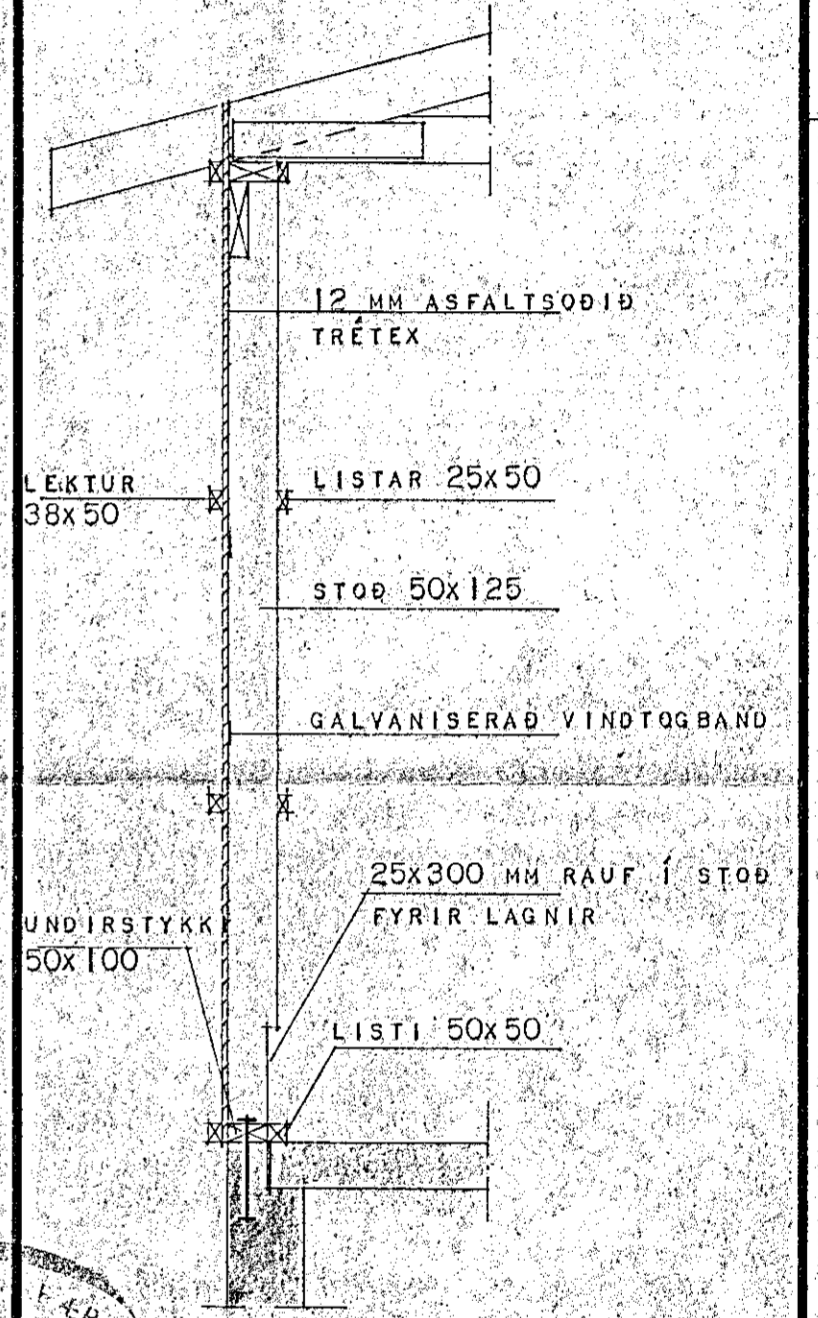 12 MM ASFALTSOÐIÐ
TRÉTEX
LEKTUR
38X50
LISTAR 25X50
STOÐ 50X125
GALVANISERAÐ VINDTOGBAND
25X300 MM RAUF Í STOÐ
FYRIR LAGNIR
UNDIRSTYKKI
50X100
LISTI 50X50